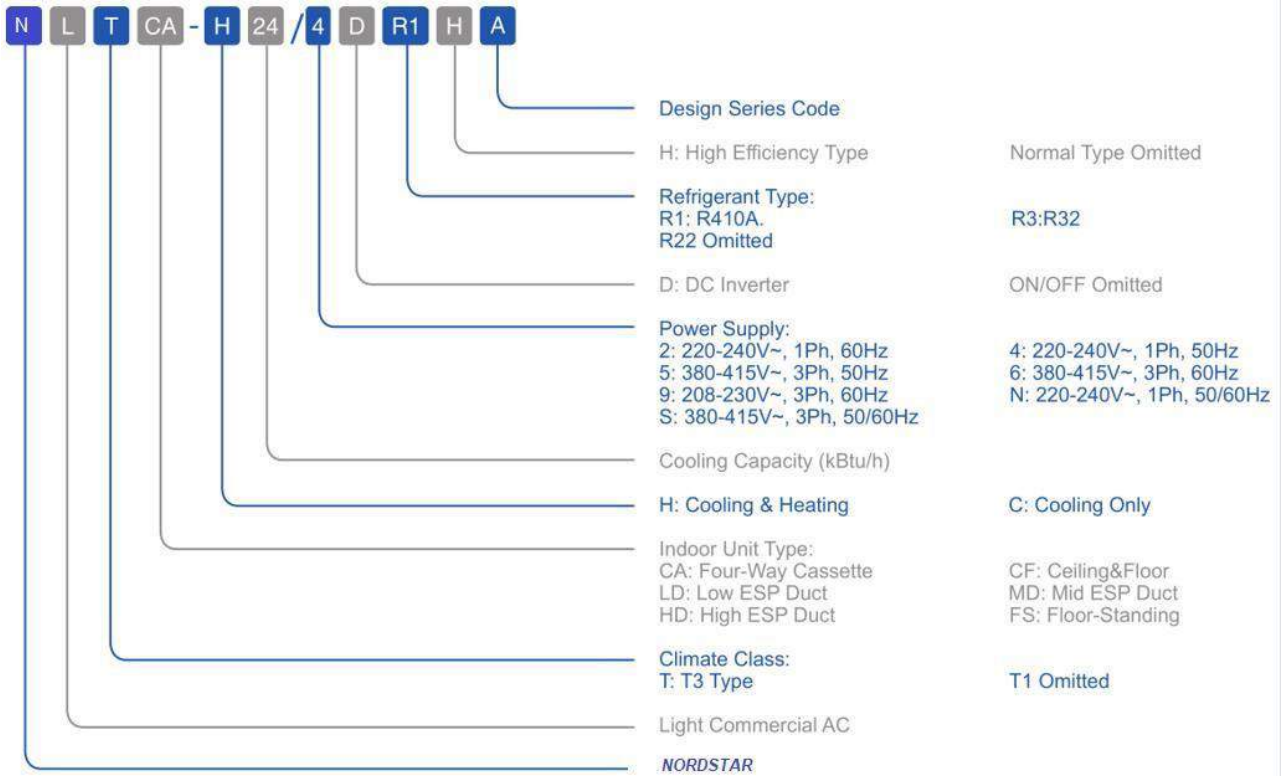 N L T CA - H 24 / 4 D R1 H A
Design Series Code
H: High Efficiency Type Normal Type Omitted
Refrigerant Type:
R1: R410A. R3:R32
R22 Omitted
D: DC Inverter ON/OFF Omitted
Power Supply:
2: 220-240V~, 1Ph, 60Hz 4: 220-240V~, 1Ph, 50Hz
5: 380-415V~, 3Ph, 50Hz 6: 380-415V~, 3Ph, 60Hz
9: 208-230V~, 3Ph, 60Hz N: 220-240V~, 1Ph, 50/60Hz
S: 380-415V~, 3Ph, 50/60Hz
Cooling Capacity (kBtu/h)
H: Cooling & Heating C: Cooling Only
Indoor Unit Type:
CA: Four-Way Cassette CF: Ceiling&Floor
LD: Low ESP Duct MD: Mid ESP Duct
HD: High ESP Duct FS: Floor-Standing
Climate Class:
T: T3 Type T1 Omitted
Light Commercial AC
NORDSTAR